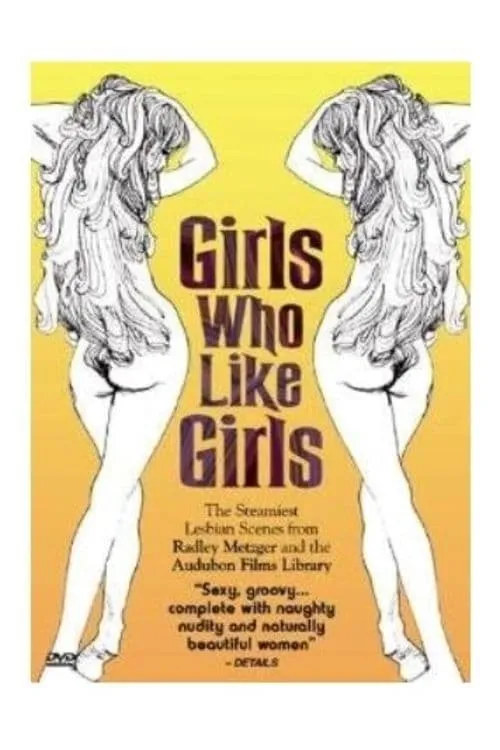 Girls
Who
Like
Girls
The Steamiest
Lesbian Scenes from
Radley Metzger and the
Audubon Films Library
"Sexy, groovy...
complete with naughty
nudity and naturally
beautiful women"
- DETAILS
DVD